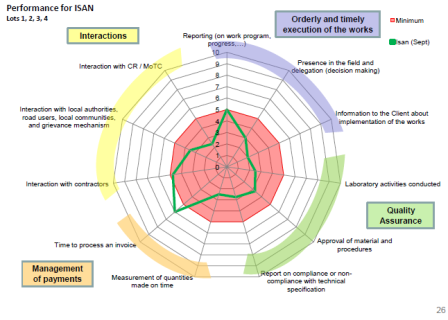 Performance for ISAN
Lots 1, 2, 3, 4
Interactions
Reporting (on work program,
progress, ...)
Orderly and timely
execution of the works
Minimum
Isan (Sept)
Interaction with CR / MoTC
Presence in the field and
delegation (decision making)
Interaction with local authorities,
road users, local communities,
and grievance mechanism
Information to the Client about
implementation of the works
10
9
8
7
6
5
4
3
2
1
0
Interaction with contractors
Laboratory activities conducted
Quality
Assurance
Time to process an invoice
Approval of material and
procedures
Management
of payments
Measurement of quantities
made on time
Report on compliance or non-
compliance with technical
specification
26